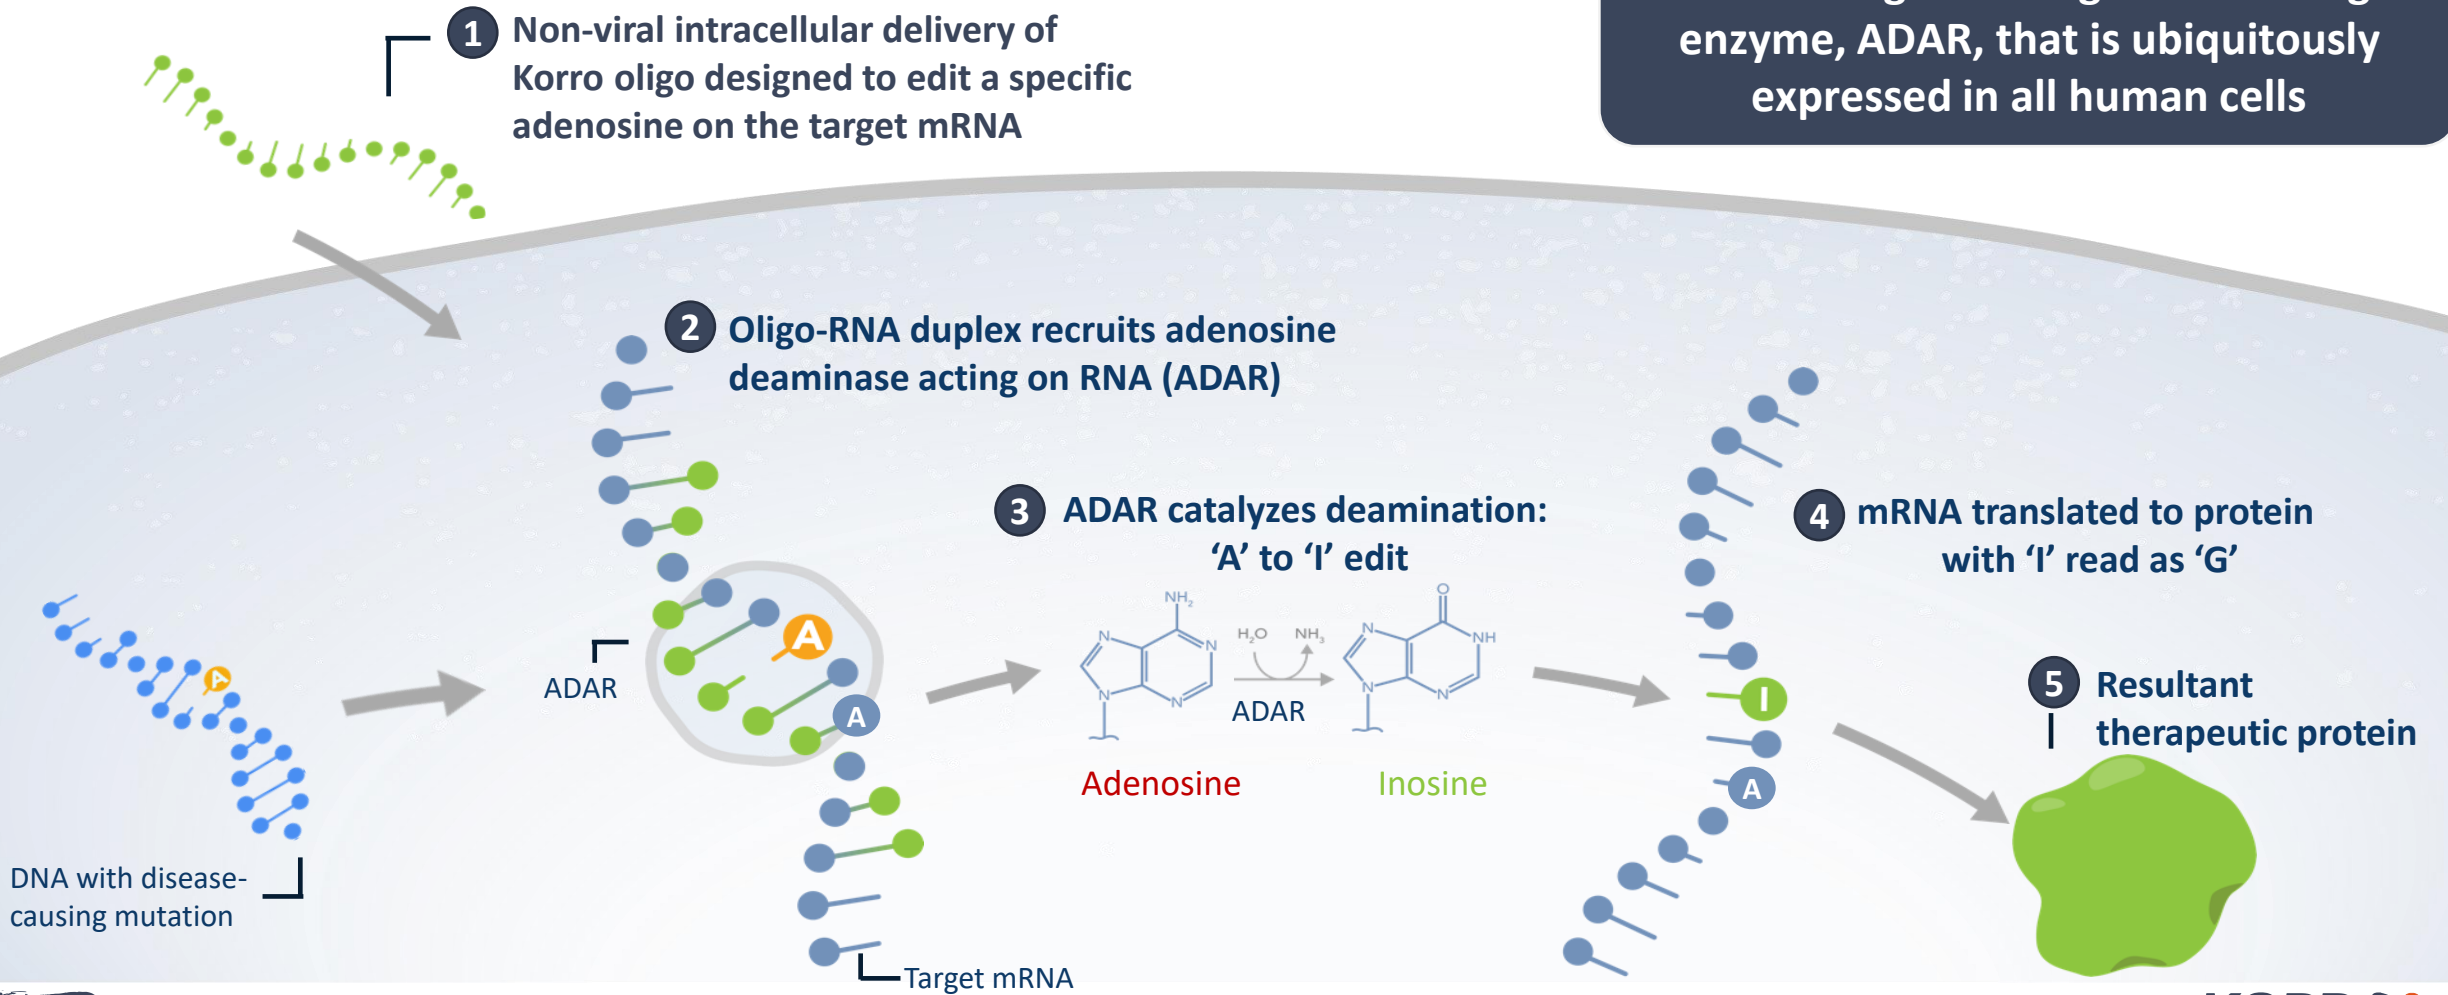 1 Non-viral intracellular delivery of
Korro oligo designed to edit a specific
adenosine on the target mRNA
enzyme, ADAR, that is ubiquitously
expressed in all human cells
2 Oligo-RNA duplex recruits adenosine
deaminase acting on RNA (ADAR)
3 ADAR catalyzes deamination:
‘A’ to ‘I’ edit
4 mRNA translated to protein
with ‘I’ read as ‘G’
A
A
ADAR
A
NH₂
N
N
N
N
H₂O
NH₃
ADAR
O
N
NH
N
N
Adenosine
Inosine
I
A
5 Resultant
therapeutic protein
DNA with disease-
causing mutation
Target mRNA